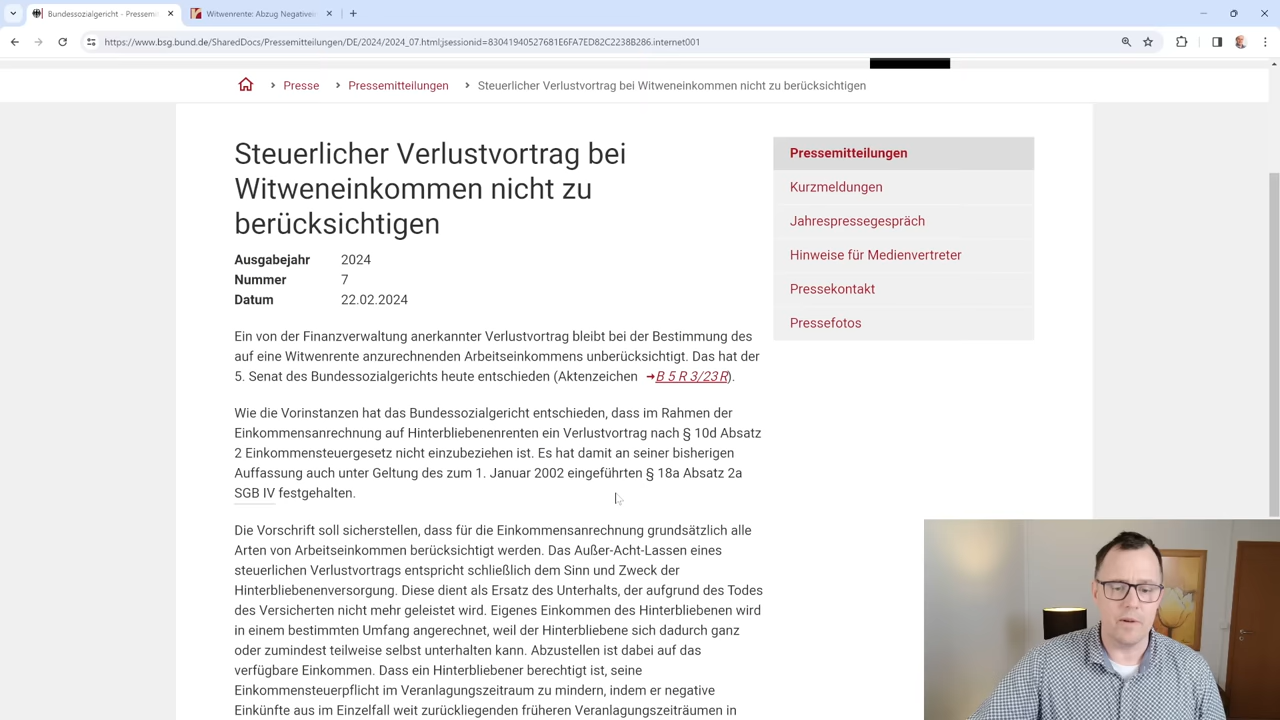 Bundessozialgericht - Pressemit
Witwenrente: Abzug Negative
https://www.bsg.bund.de/SharedDocs/Pressemitteilungen/DE/2024/2024_07.html;jsessionid=83041940527681E6FA7ED82C2238B286.internet001
Presse > Pressemitteilungen > Steuerlicher Verlustvortrag bei Witweneinkommen nicht zu berücksichtigen
Steuerlicher Verlustvortrag bei
Witweneinkommen nicht zu
berücksichtigen
Ausgabejahr 2024
Nummer 7
Datum 22.02.2024
Ein von der Finanzverwaltung anerkannter Verlustvortrag bleibt bei der Bestimmung des
auf eine Witwenrente anzurechnenden Arbeitseinkommens unberücksichtigt. Das hat der
5. Senat des Bundessozialgerichts heute entschieden (Aktenzeichen →B 5 R 3/23 R).
Wie die Vorinstanzen hat das Bundessozialgericht entschieden, dass im Rahmen der
Einkommensanrechnung auf Hinterbliebenenrenten ein Verlustvortrag nach § 10d Absatz
2 Einkommensteuergesetz nicht einzubeziehen ist. Es hat damit an seiner bisherigen
Auffassung auch unter Geltung des zum 1. Januar 2002 eingeführten § 18a Absatz 2a
SGB IV festgehalten.
Die Vorschrift soll sicherstellen, dass für die Einkommensanrechnung grundsätzlich alle
Arten von Arbeitseinkommen berücksichtigt werden. Das Außer-Acht-Lassen eines
steuerlichen Verlustvortrags entspricht schließlich dem Sinn und Zweck der
Hinterbliebenenversorgung. Diese dient als Ersatz des Unterhalts, der aufgrund des Todes
des Versicherten nicht mehr geleistet wird. Eigenes Einkommen des Hinterbliebenen wird
in einem bestimmten Umfang angerechnet, weil der Hinterbliebene sich dadurch ganz
oder zumindest teilweise selbst unterhalten kann. Abzustellen ist dabei auf das
verfügbare Einkommen. Dass ein Hinterbliebener berechtigt ist, seine
Einkommensteuerpflicht im Veranlagungszeitraum zu mindern, indem er negative
Einkünfte aus im Einzelfall weit zurückliegenden früheren Veranlagungszeiträumen in
Pressemitteilungen
Kurzmeldungen
Jahrespressegespräch
Hinweise für Medienvertreter
Pressekontakt
Pressefotos